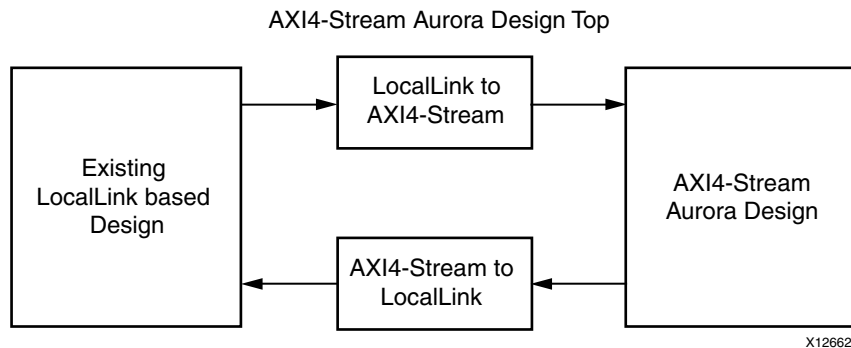 AXI4-Stream Aurora Design Top
Existing
LocalLink based
Design
LocalLink to
AXI4-Stream
AXI4-Stream to
LocalLink
AXI4-Stream
Aurora Design
X12662